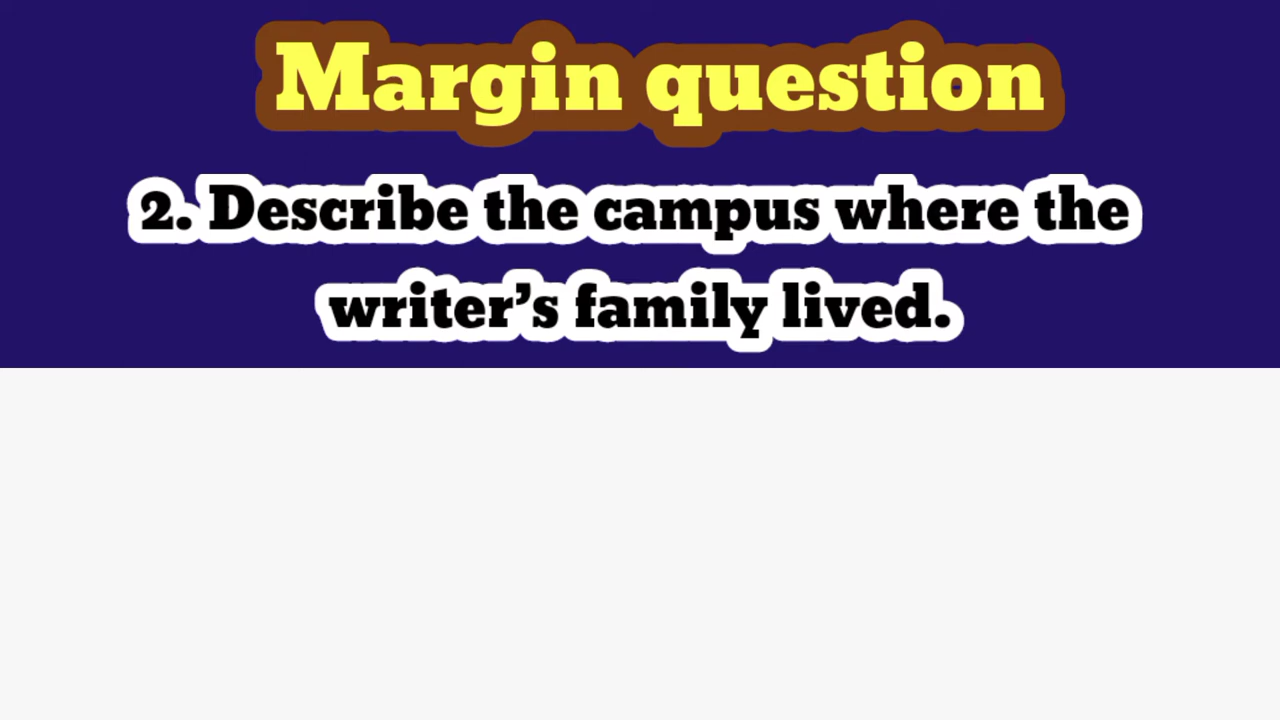 Margin question
2. Describe the campus where the
writer’s family lived.